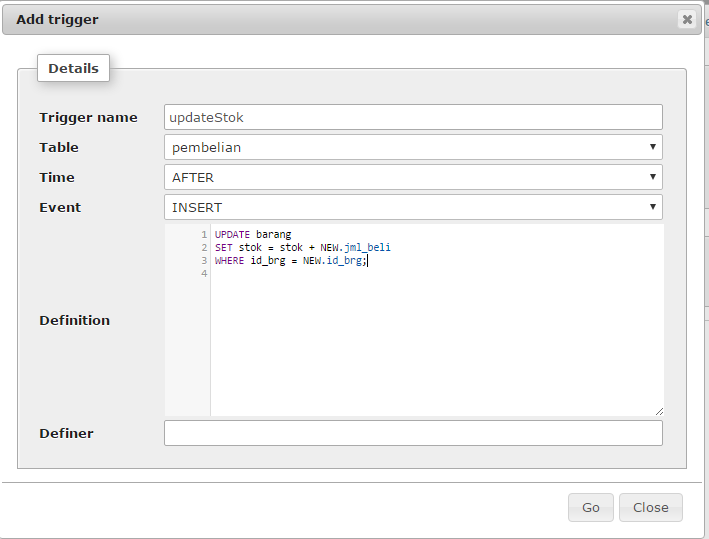 Add trigger
Details
Trigger name updateStok
Table pembelian
Time AFTER
Event INSERT
1 UPDATE barang
2 SET stok = stok + NEW.jml_beli
3 WHERE id_brg = NEW.id_brg;
4
Definition
Definer
Go Close